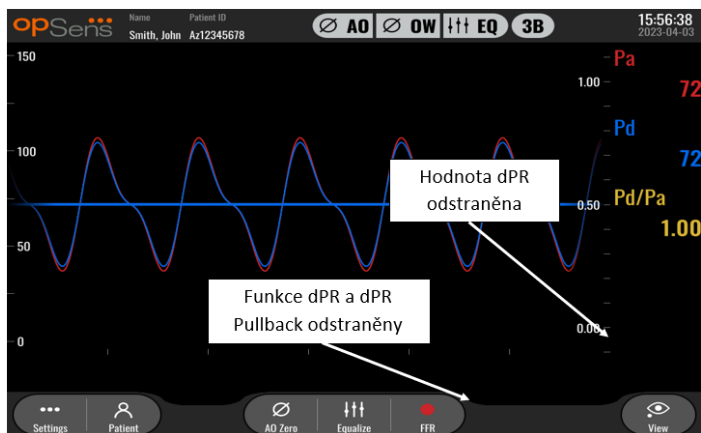 opSens
Name
Patient ID
Smith, John
Az12345678
Ø AO
Ø OW
EQ
3B
15:56:38
2023-04-03
150
100
50
0
1.00
0.50
0.00
Pa
72
Pd
72
Pd/Pa
1.00
Hodnota dPR
odstraněna
Funkce dPR a dPR
Pullback odstraněny
Settings
Patient
AO Zero
Equalize
FFR
View